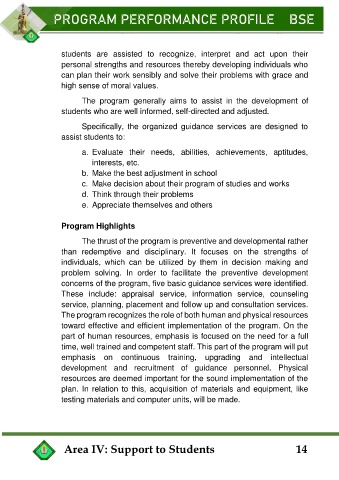 PROGRAM PERFORMANCE PROFILE BSE
students are assisted to recognize, interpret and act upon their
personal strengths and resources thereby developing individuals who
can plan their work sensibly and solve their problems with grace and
high sense of moral values.
The program generally aims to assist in the development of
students who are well informed, self-directed and adjusted.
Specifically, the organized guidance services are designed to
assist students to:
a. Evaluate their needs, abilities, achievements, aptitudes,
interests, etc.
b. Make the best adjustment in school
c. Make decision about their program of studies and works
d. Think through their problems
e. Appreciate themselves and others
Program Highlights
The thrust of the program is preventive and developmental rather
than redemptive and disciplinary. It focuses on the strengths of
individuals, which can be utilized by them in decision making and
problem solving. In order to facilitate the preventive development
concerns of the program, five basic guidance services were identified.
These include: appraisal service, information service, counseling
service, planning, placement and follow up and consultation services.
The program recognizes the role of both human and physical resources
toward effective and efficient implementation of the program. On the
part of human resources, emphasis is focused on the need for a full
time, well trained and competent staff. This part of the program will put
emphasis on continuous training, upgrading and intellectual
development and recruitment of guidance personnel. Physical
resources are deemed important for the sound implementation of the
plan. In relation to this, acquisition of materials and equipment, like
testing materials and computer units, will be made.
Area IV: Support to Students 14